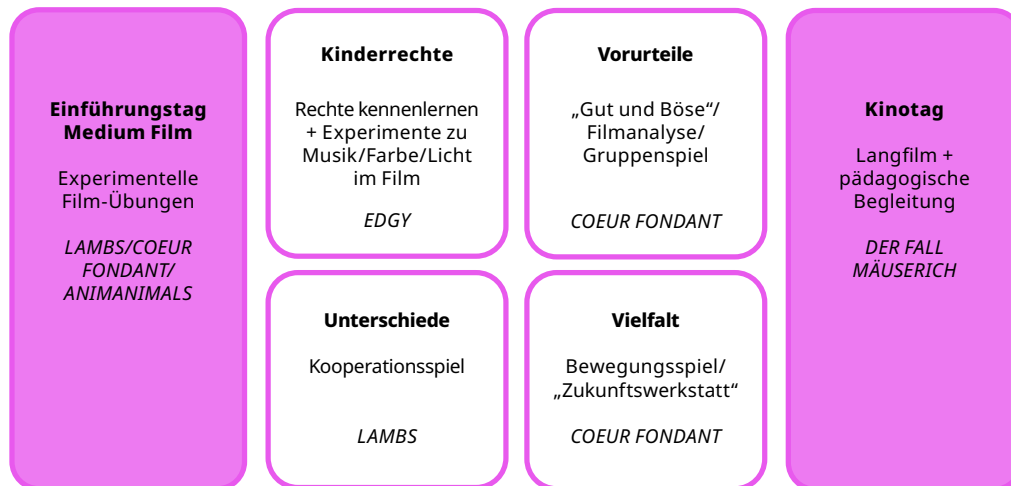 Einführungstag
Medium Film
Experimentelle
Film-Übungen
LAMBS/COEUR
FONDANT/
ANIMANIMALS
Kinderrechte
Rechte kennenlernen
+ Experimente zu
Musik/Farbe/Licht
im Film
EDGY
Vorurteile
„Gut und Böse“/
Filmanalyse/
Gruppenspiel
COEUR FONDANT
Unterschiede
Kooperationsspiel
LAMBS
Vielfalt
Bewegungsspiel/
„Zukunftswerkstatt“
COEUR FONDANT
Kinotag
Langfilm +
pädagogische
Begleitung
DER FALL
MÄUSERICH